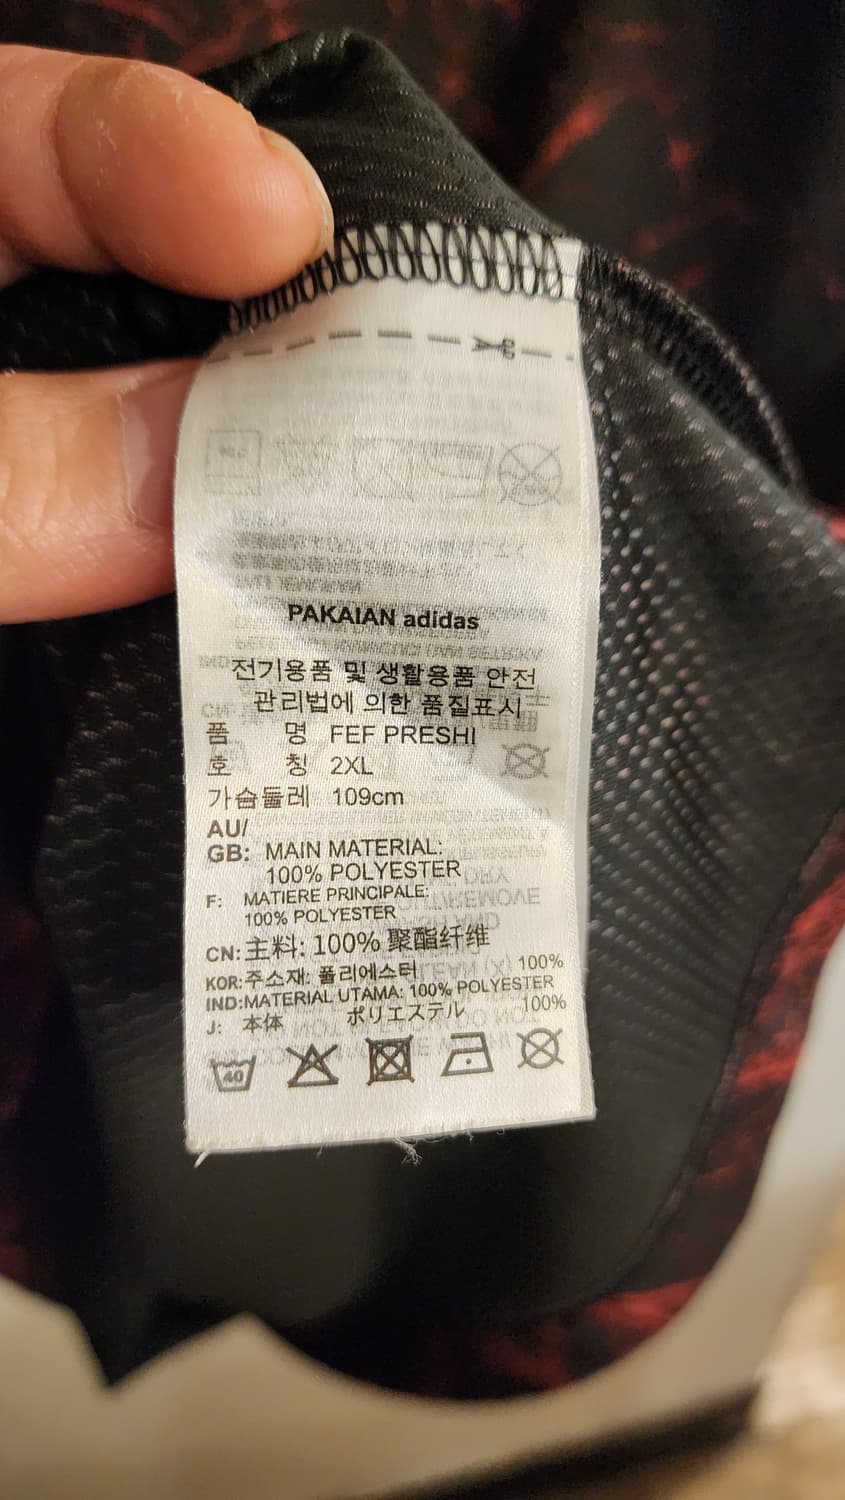 PAKAIAN adidas
전기용품 및 생활용품 안전
관리법에 의한 품질표시
품 명 FEF PRESHI
호 칭 2XL
가슴둘레 109cm
AU/
GB: MAIN MATERIAL:
100% POLYESTER
F: MATIERE PRINCIPALE:
100% POLYESTER
CN: 主料: 100% 聚酯纤维
KOR: 주소재: 폴리에스터 100%
IND: MATERIAL UTAMA: 100% POLYESTER
J: 本体 ポリエステル 100%
40